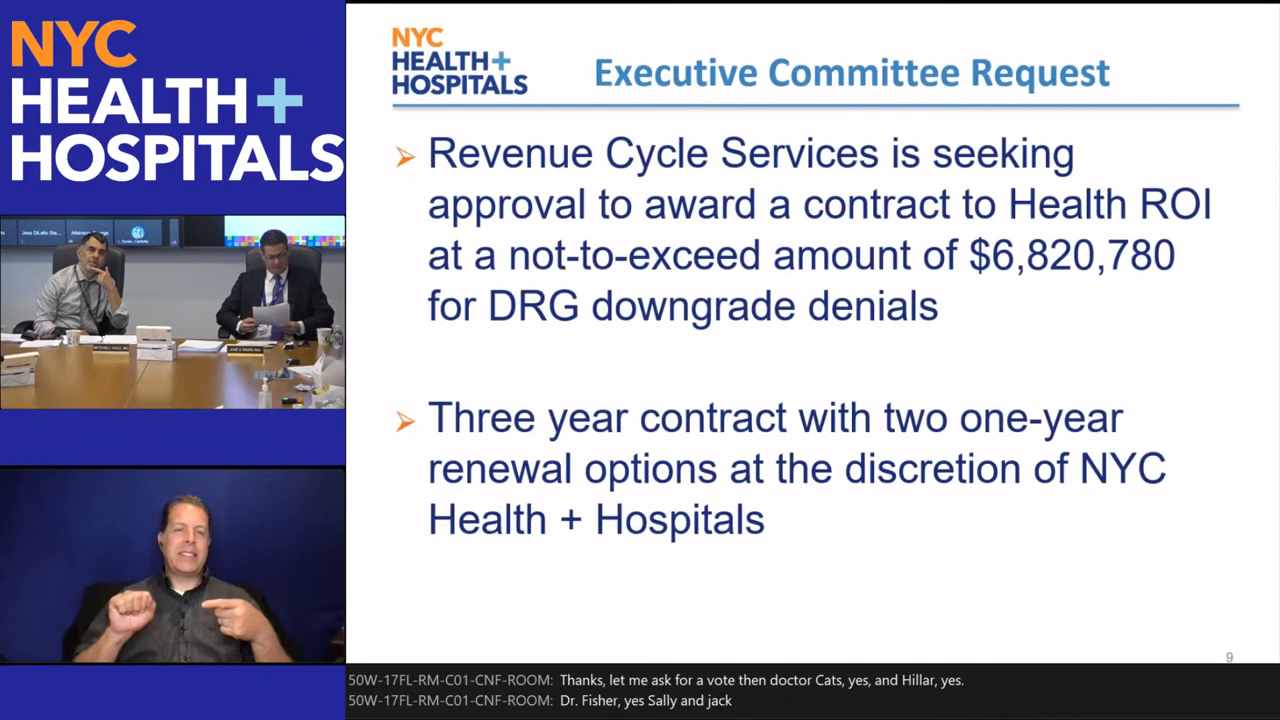 NYC
HEALTH+
HOSPITALS
NYC
HEALTH+
HOSPITALS
Executive Committee Request
Revenue Cycle Services is seeking
approval to award a contract to Health ROI
at a not-to-exceed amount of $6,820,780
for DRG downgrade denials
Three year contract with two one-year
renewal options at the discretion of NYC
Health + Hospitals
9
50W-17FL-RM-C01-CNF-ROOM: Thanks, let me ask for a vote then doctor Cats, yes, and Hillar, yes.
50W-17FL-RM-C01-CNF-ROOM: Dr. Fisher, yes Sally and jack